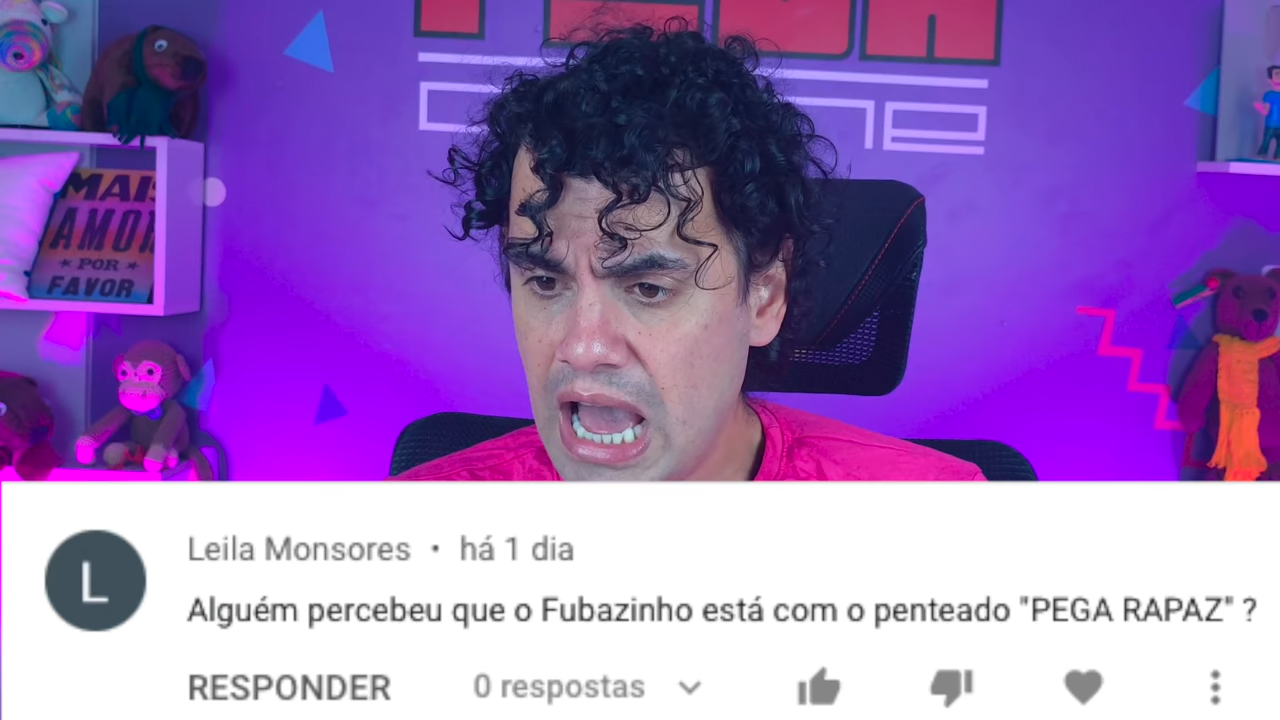 MAIS
AMOR
★ POR ★
FAVOR
L
Leila Monsores • há 1 dia
Alguém percebeu que o Fubazinho está com o penteado "PEGA RAPAZ" ?
RESPONDER
0 respostas